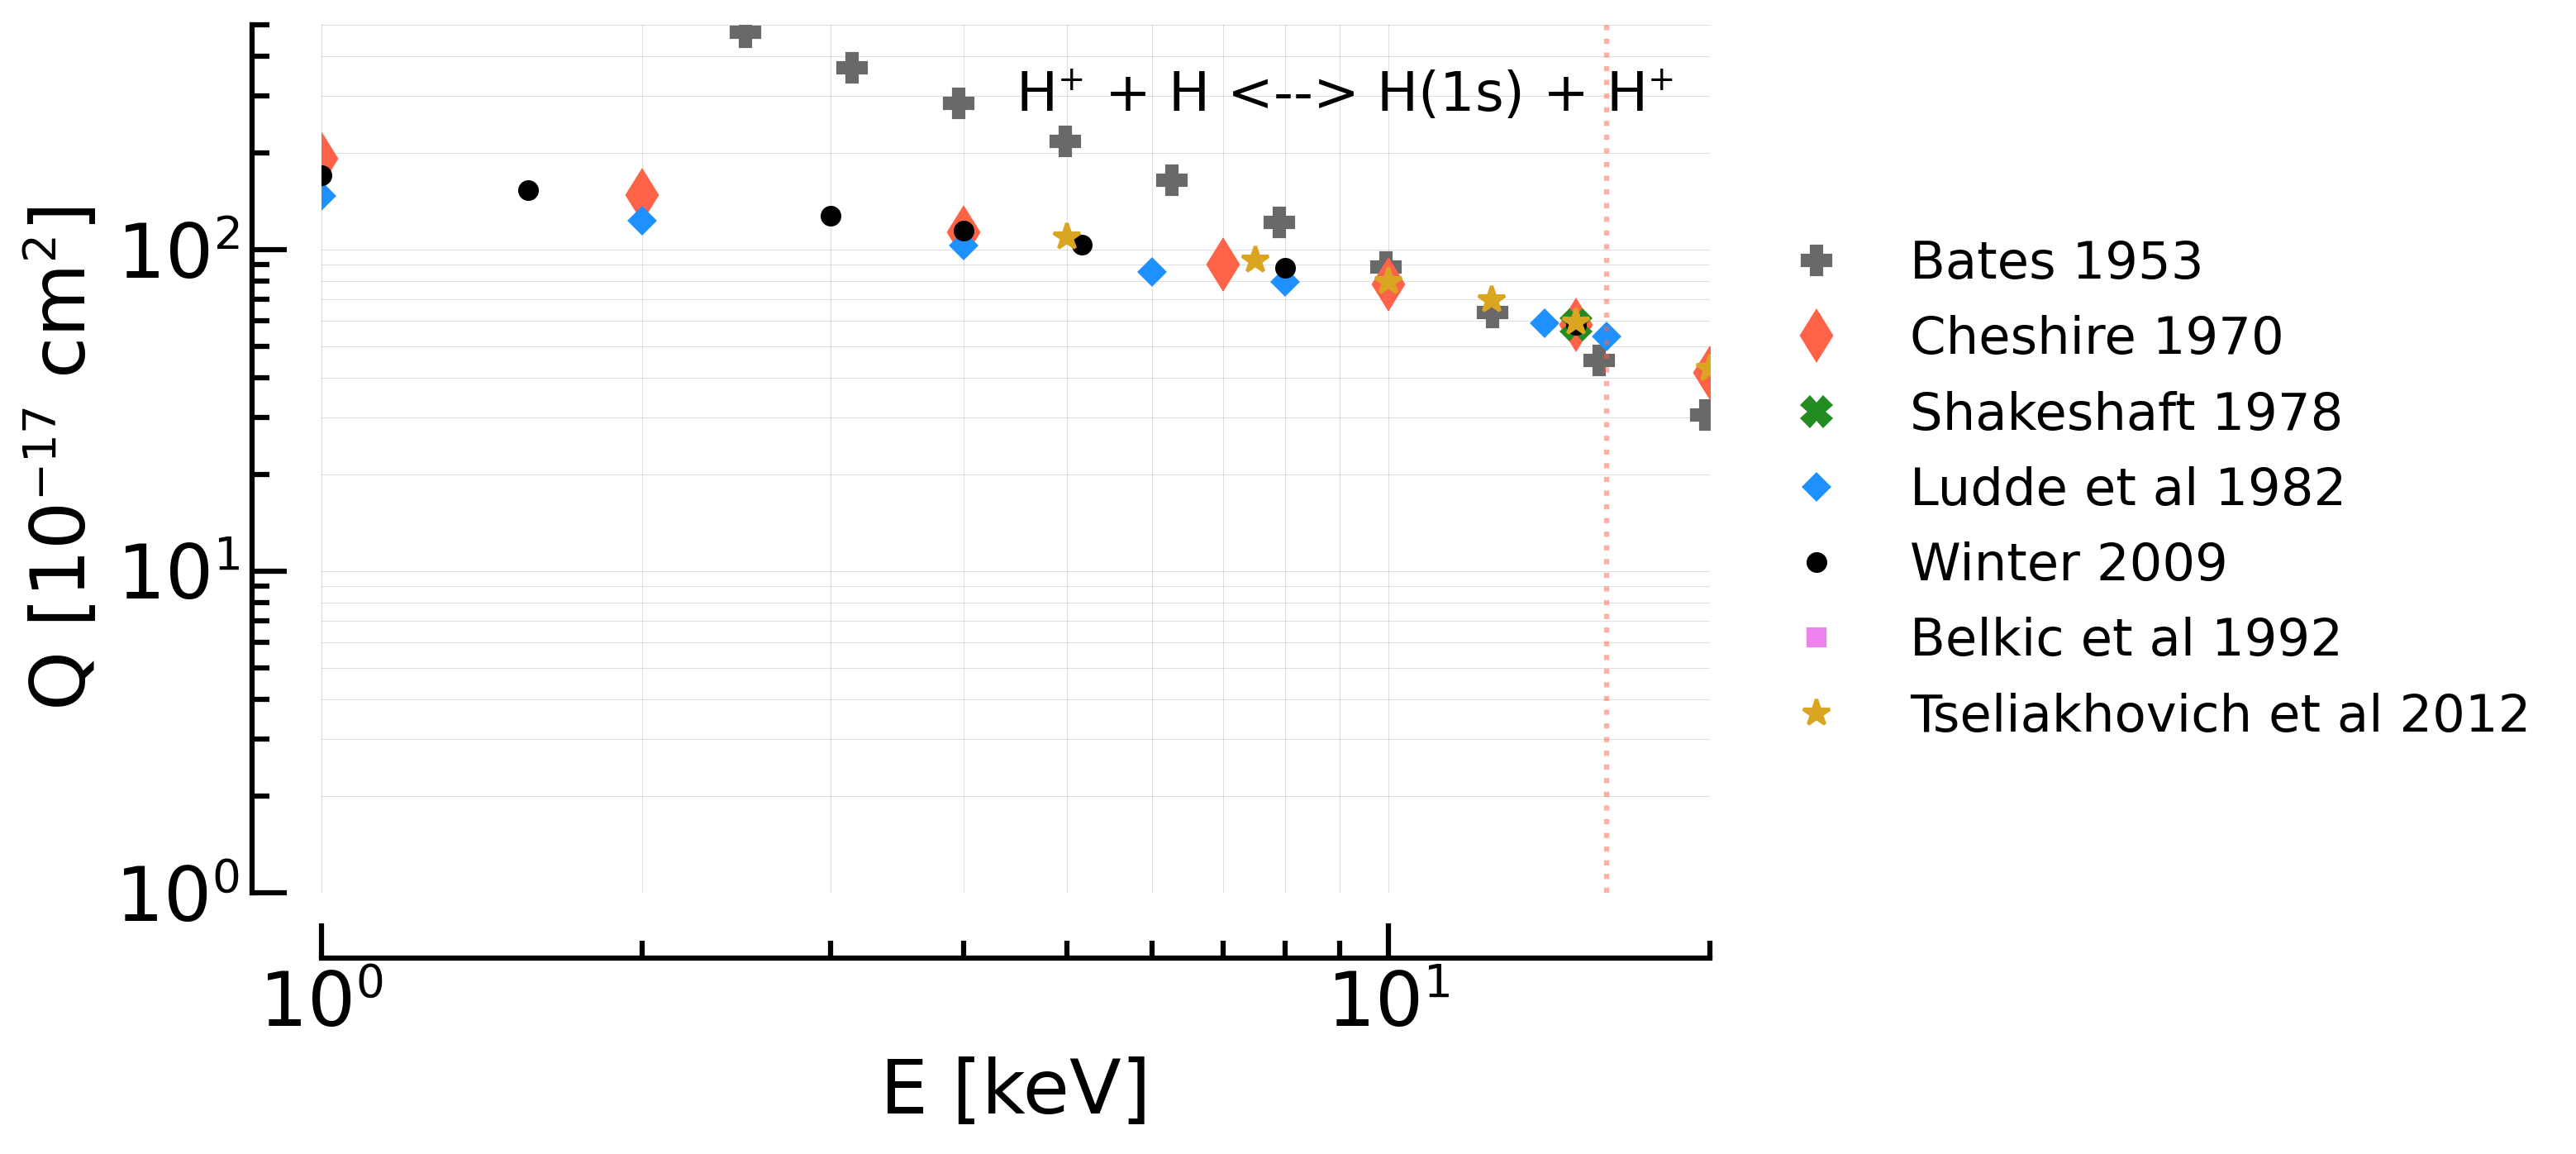 H⁺ + H <--> H(1s) + H⁺
Q [10⁻¹⁷ cm²]
10²
10¹
10⁰
10⁰
10¹
E [keV]
Bates 1953
Cheshire 1970
Shakeshaft 1978
Ludde et al 1982
Winter 2009
Belkic et al 1992
Tseliakhovich et al 2012